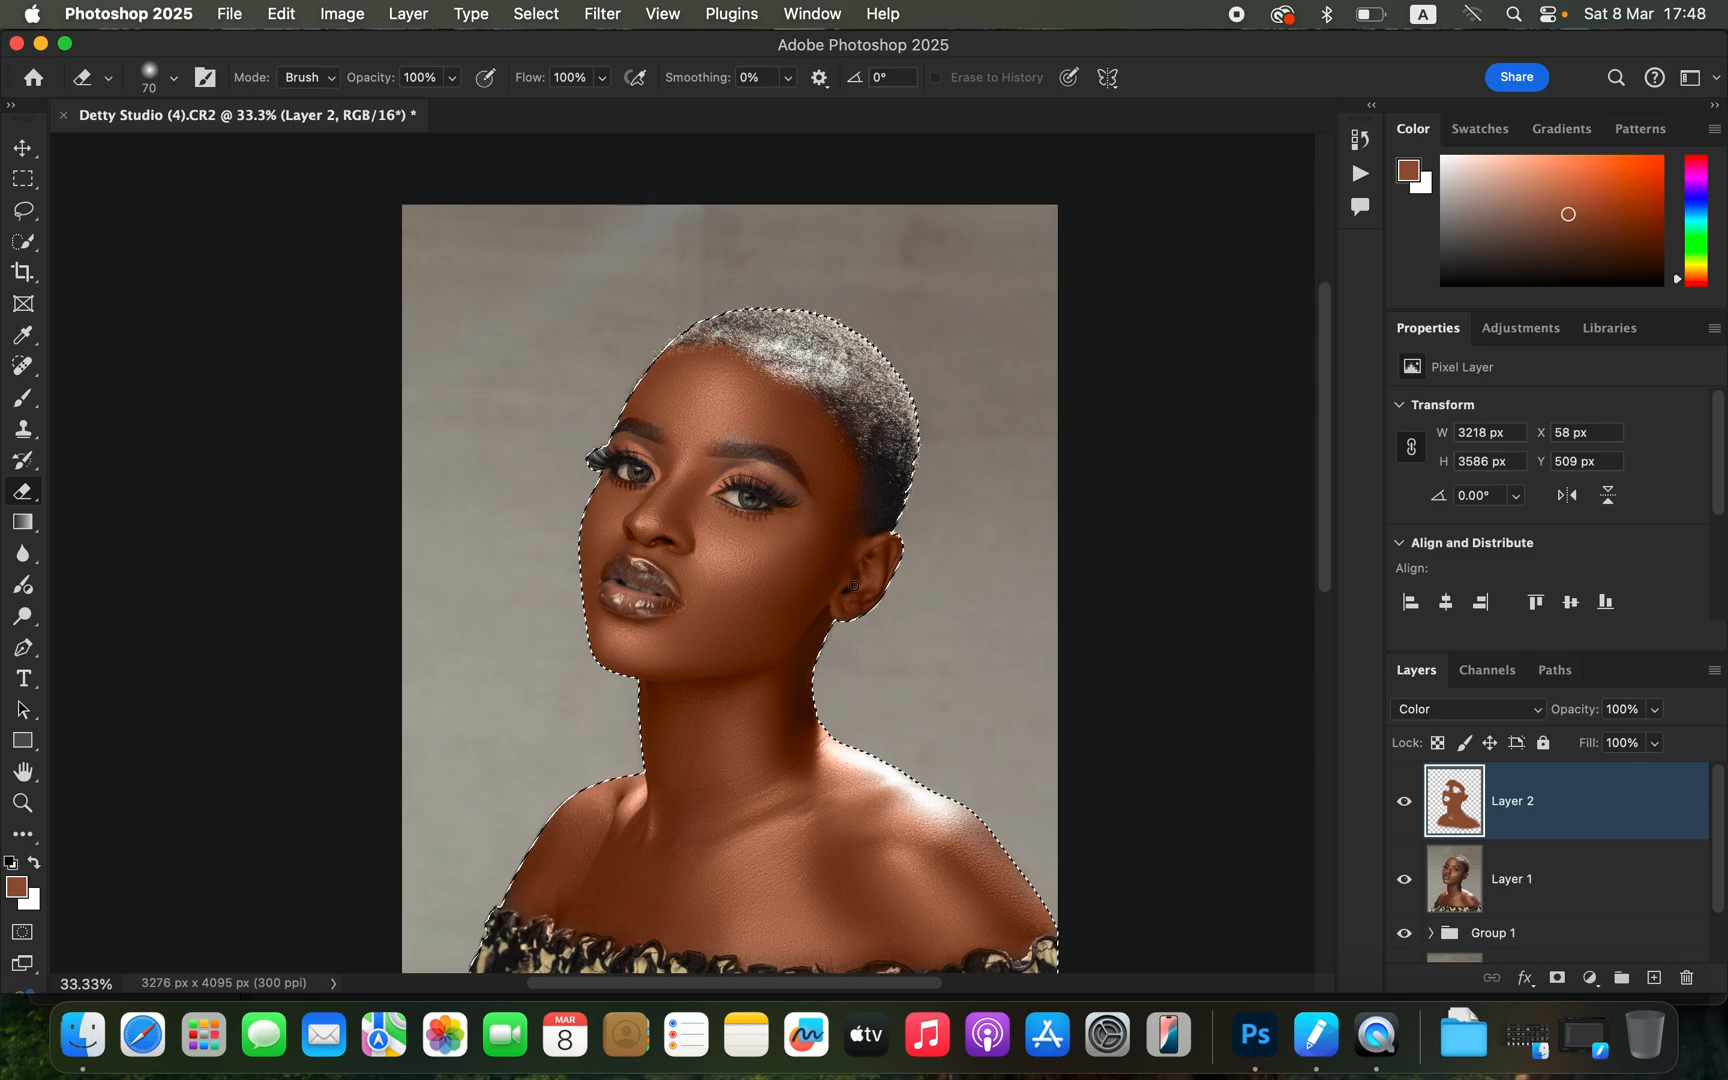 Photoshop 2025 File Edit Image Layer Type Select Filter View Plugins Window Help A Sat 8 Mar 17:48
Adobe Photoshop 2025
70 Mode: Brush Opacity: 100% Flow: 100% Smoothing: 0% 0° Erase to History Share
Detty Studio (4).CR2 @ 33.3% (Layer 2, RGB/16*) *
Color Swatches Gradients Patterns
Properties Adjustments Libraries
Pixel Layer
Transform
W 3218 px X 58 px
H 3586 px Y 509 px
0.00°
Align and Distribute
Align:
Layers Channels Paths
Color Opacity: 100%
Lock: Fill: 100%
Layer 2
Layer 1
Group 1
fx
T
33.33% 3276 px x 4095 px (300 ppi)
MAR
8
tv
Ps